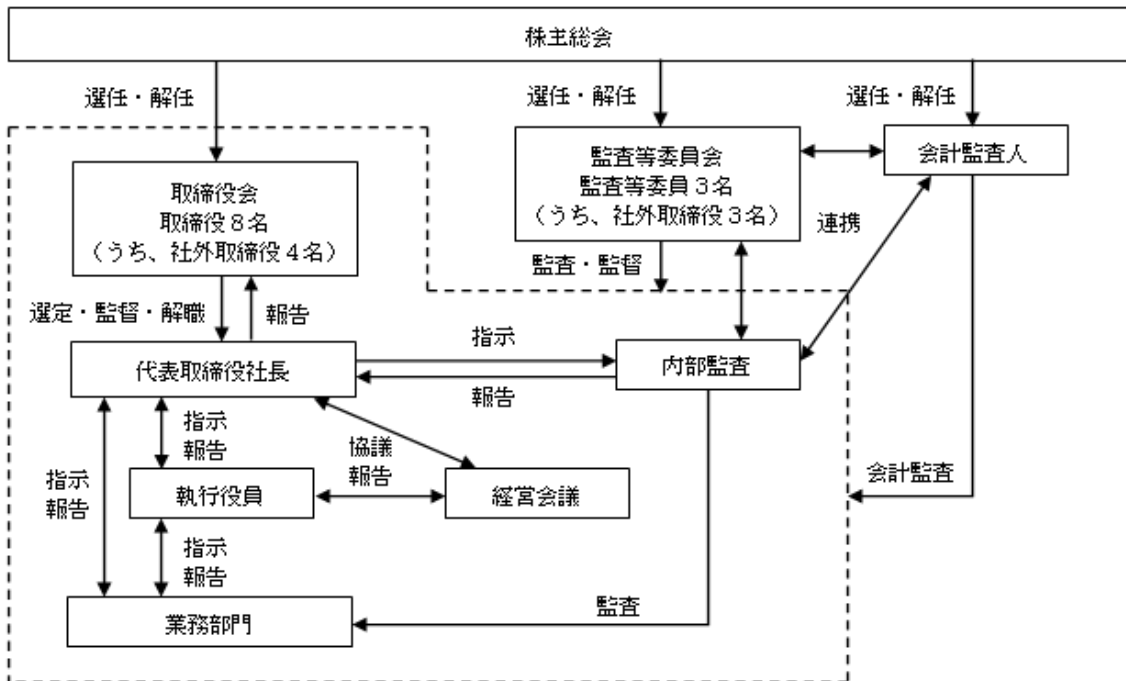 株主総会
選任・解任
選任・解任
選任・解任
取締役会
取締役8名
（うち、社外取締役4名）
監査等委員会
監査等委員3名
（うち、社外取締役3名）
会計監査人
連携
監査・監督
選定・監督・解職
報告
代表取締役社長
指示
報告
内部監査
指示
報告
協議
報告
指示
報告
執行役員
経営会議
会計監査
指示
報告
業務部門
監査